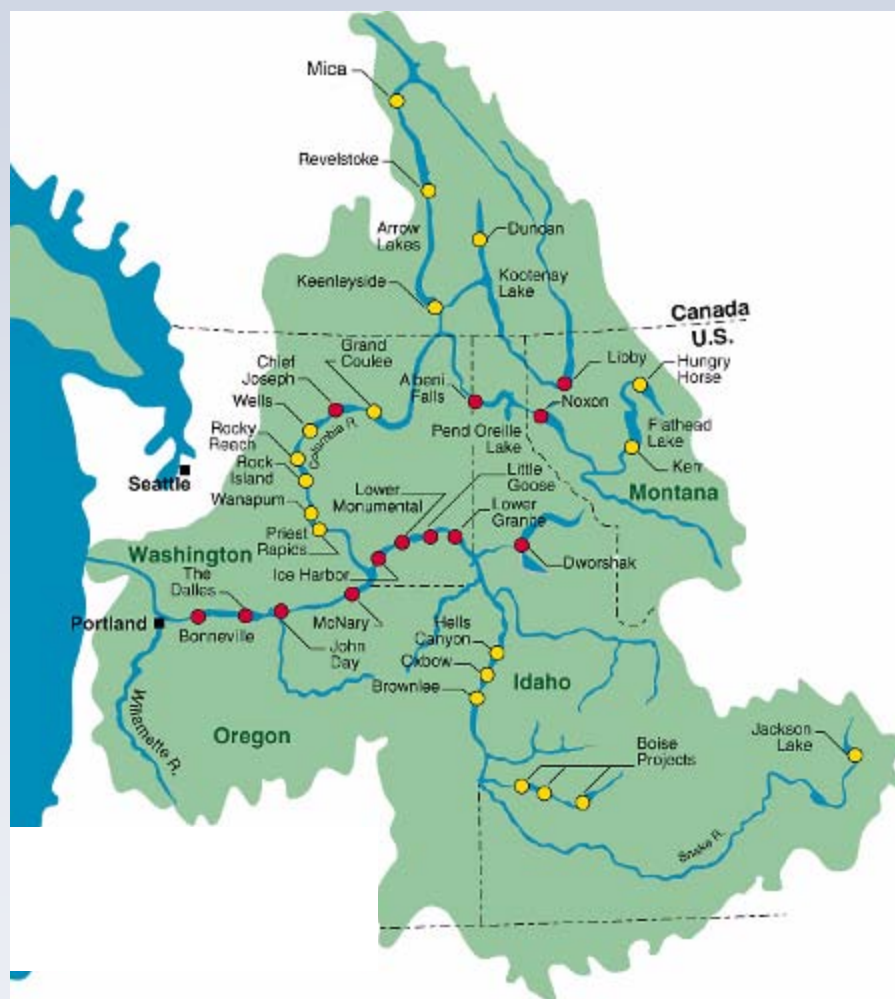 Mica
Revelstoke
Arrow
Lakes
Duncan
Keenleyside
Kootenay
Lake
Canada
U.S.
Grand
Coulee
Chief
Joseph
Albeni
Falls
Libby
Hungry
Horse
Wells
Noxon
Columbia R.
Rocky
Reech
Pend Oreille
Lake
Flathead
Lake
Kerr
Rock
Island
Seattle
Little
Goose
Wanapum
Lower
Monumental
Montana
Lower
Granite
Priest
Rapids
Washington
Ice Harbor
Dworshak
The
Dalles
Portland
Bonneville
McNary
John
Day
Hells
Canyon
Oxbow
Brownlee
Idaho
Willamette R.
Oregon
Boise
Projects
Jackson
Lake
Snake R.